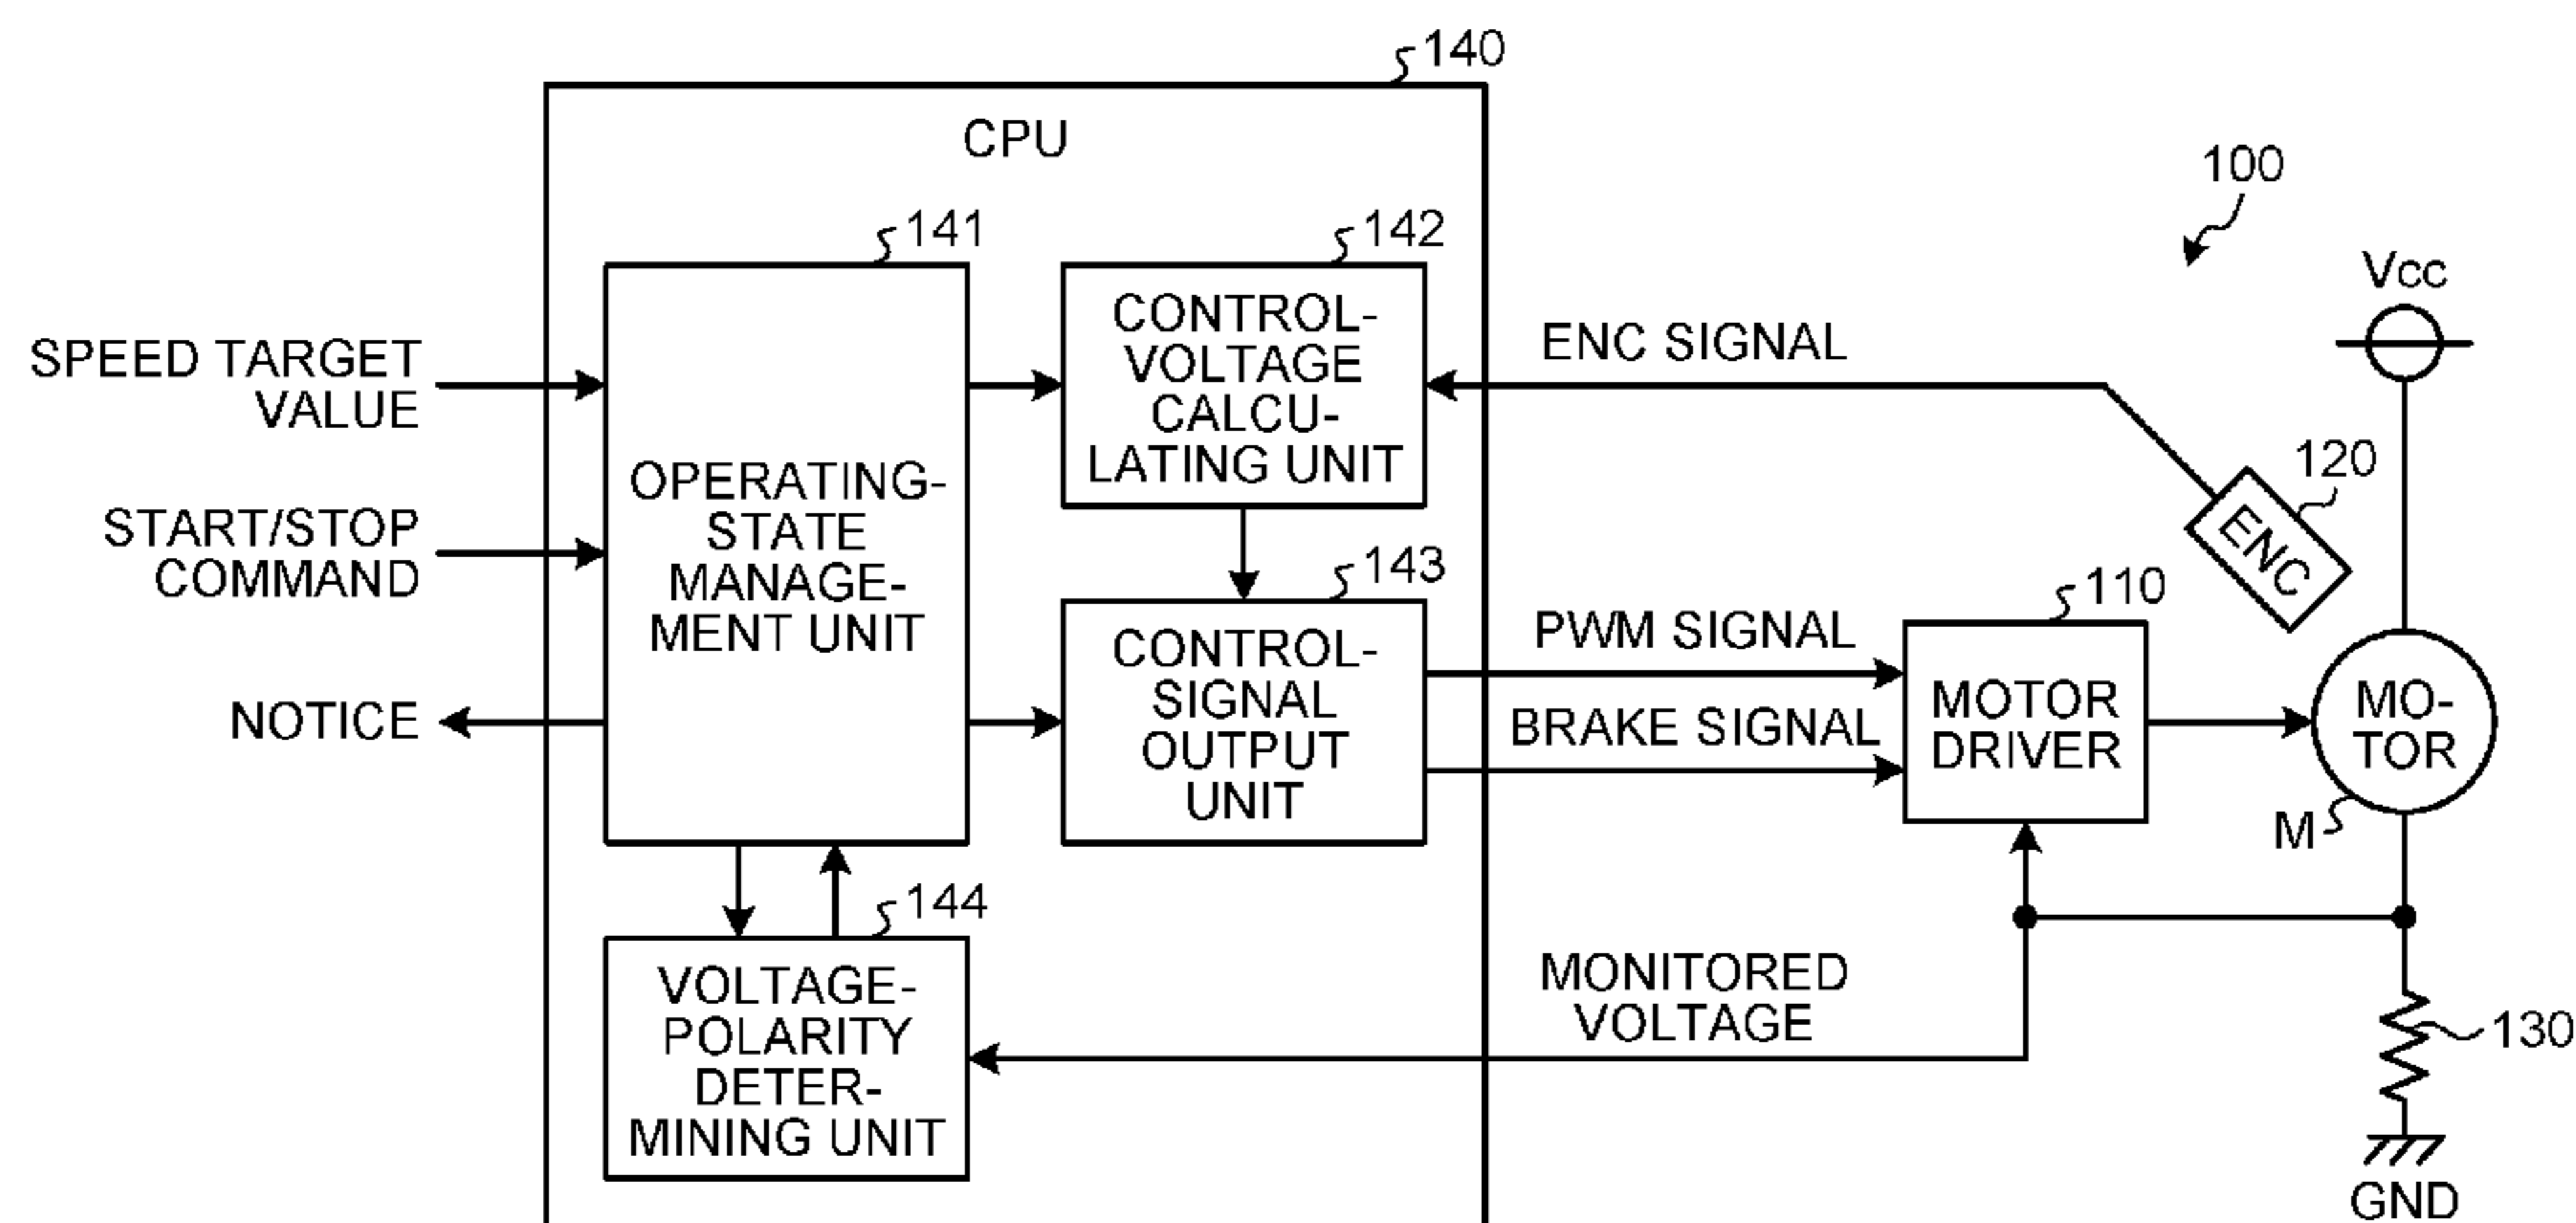 140
CPU
100
141
142
Vcc
SPEED TARGET
VALUE
START/STOP
COMMAND
NOTICE
OPERATING-
STATE
MANAGE-
MENT UNIT
CONTROL-
VOLTAGE
CALCU-
LATING UNIT
ENC SIGNAL
120
ENC
143
CONTROL-
SIGNAL
OUTPUT
UNIT
PWM SIGNAL
BRAKE SIGNAL
110
MOTOR
DRIVER
MO-
TOR
M
144
VOLTAGE-
POLARITY
DETER-
MINING UNIT
MONITORED
VOLTAGE
130
GND